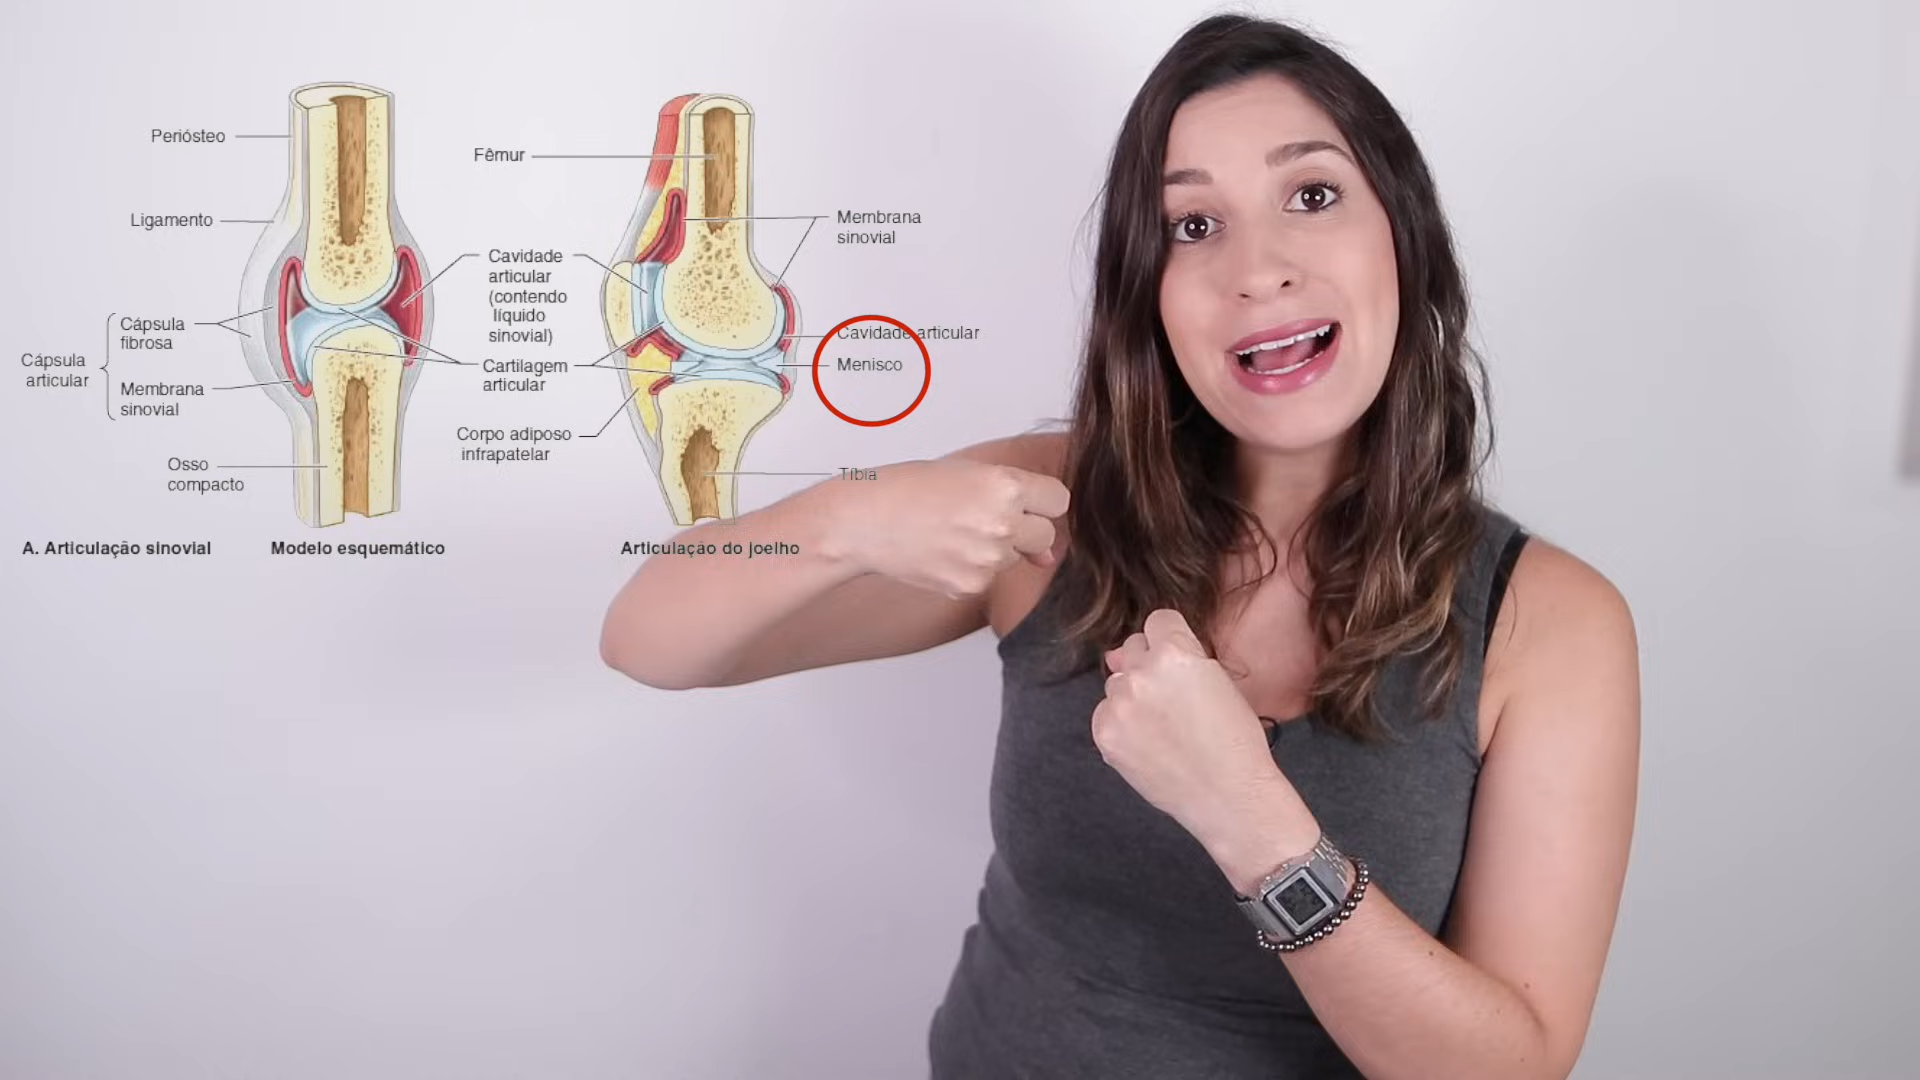 Periósteo
Ligamento
Cápsula
fibrosa
Cápsula
articular
Membrana
sinovial
Osso
compacto
Cavidade
articular
(contendo
líquido
sinovial)
Cartilagem
articular
A. Articulação sinovial
Modelo esquemático
Fêmur
Corpo adiposo
infrapatelar
Membrana
sinovial
Cavidade articular
Menisco
Tíbia
Articulação do joelho